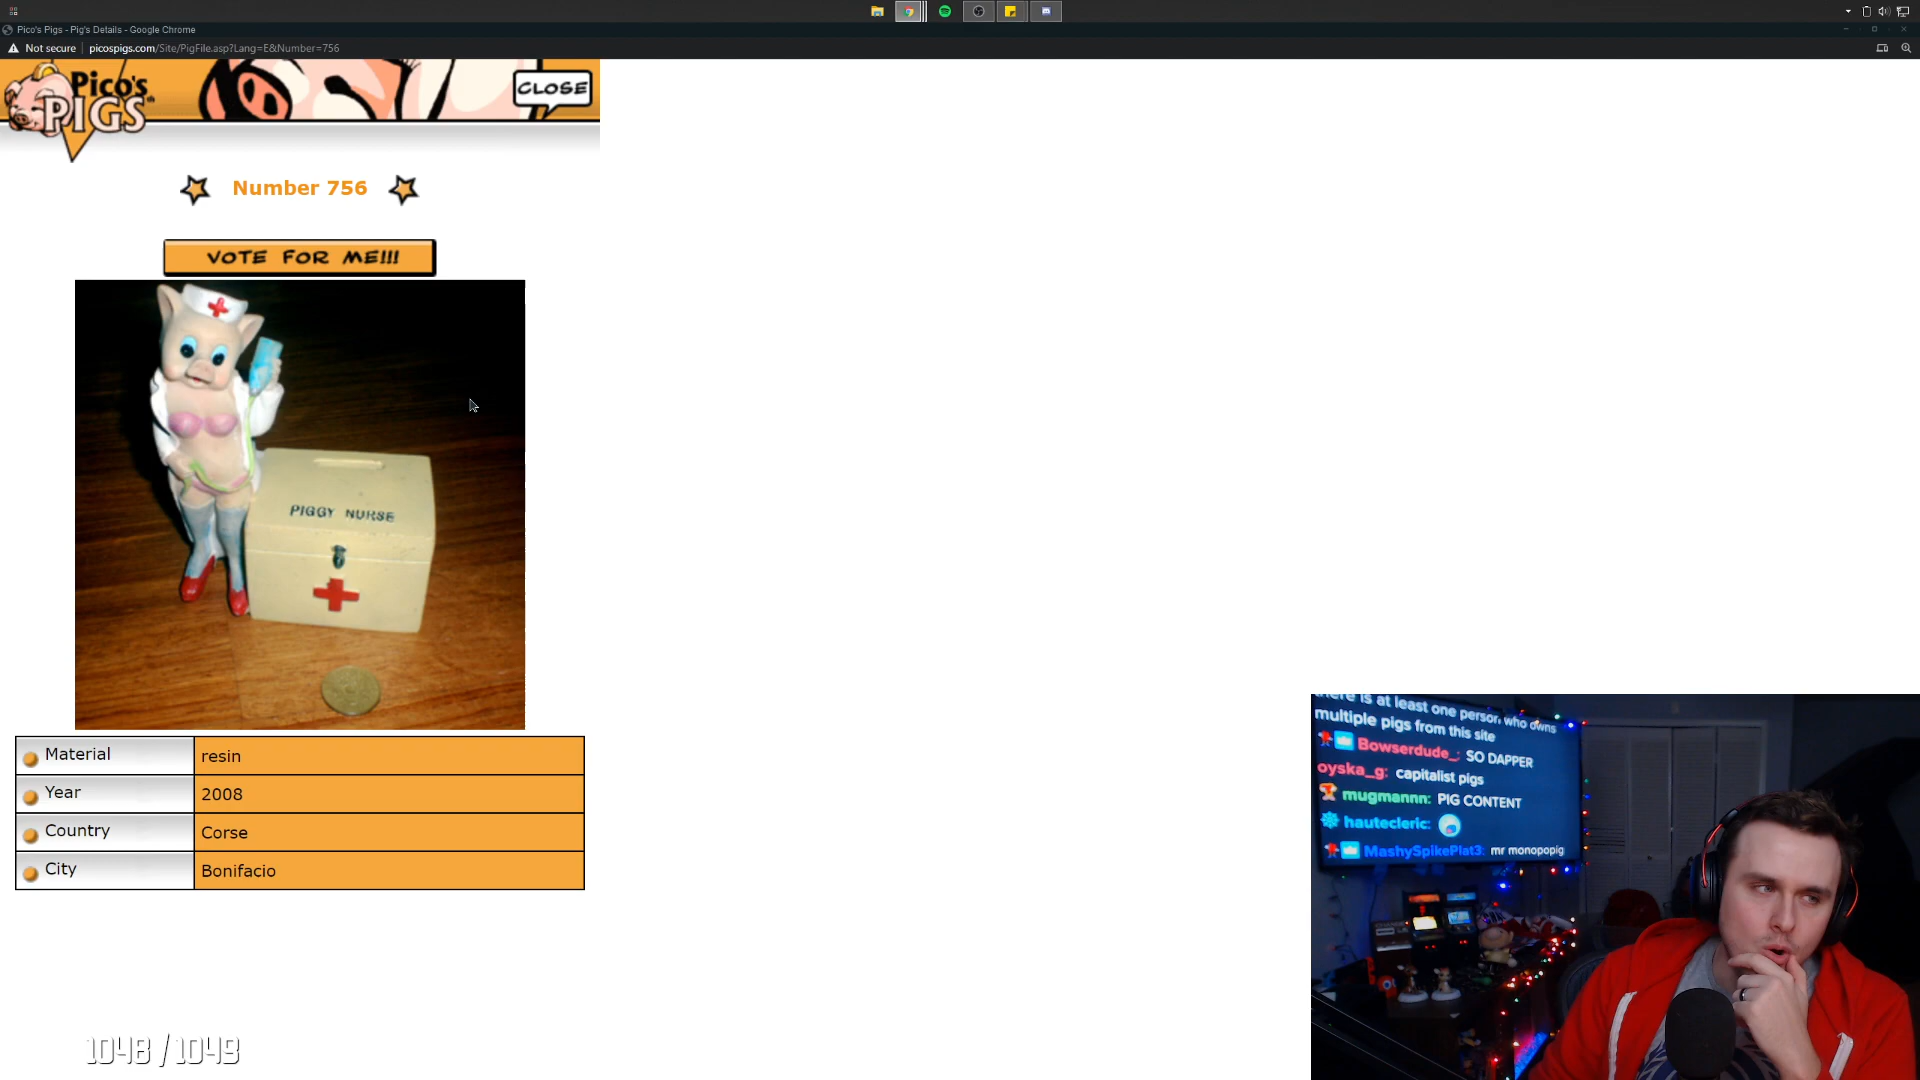 Pico's Pigs - Pig's Details - Google Chrome
Not secure picospigs.com/Site/PigFile.asp?Lang=E&Number=756
Pico's
PIGS
CLOSE
Number 756
VOTE FOR ME!!!
PIGGY NURSE
Material resin
Year 2008
Country Corse
City Bonifacio
1048 / 1043
there is at least one person, who owns
multiple pigs from this site
Bowserdude_: SO DAPPER
oyska_g: capitalist pigs
mugmannn: PIG CONTENT
hautecleric:
MashySpikePlat3: mr monopopig